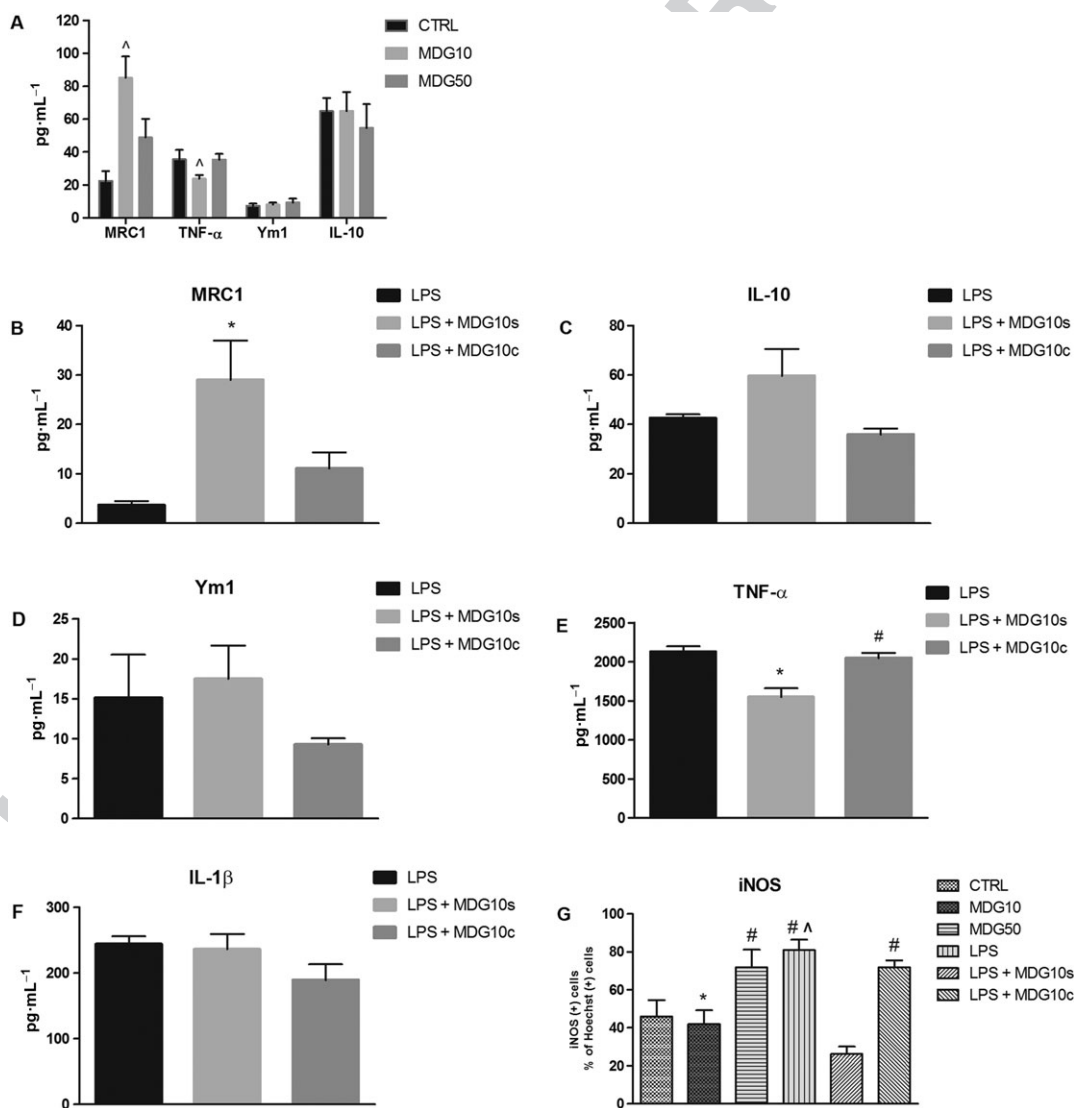 A
CTRL
MDG10
MDG50
pg·mL⁻¹
120
100
80
60
40
20
0
^
^
MRC1 TNF-α Ym1 IL-10
MRC1
B
LPS
LPS + MDG10s
LPS + MDG10c
pg·mL⁻¹
40
30
20
10
0
*
IL-10
C
LPS
LPS + MDG10s
LPS + MDG10c
pg·mL⁻¹
80
60
40
20
0
Ym1
D
LPS
LPS + MDG10s
LPS + MDG10c
pg·mL⁻¹
25
20
15
10
5
0
TNF-α
E
LPS
LPS + MDG10s
LPS + MDG10c
pg·mL⁻¹
2500
2000
1500
1000
500
0
*
#
IL-1β
F
LPS
LPS + MDG10s
LPS + MDG10c
pg·mL⁻¹
300
200
100
0
iNOS
G
CTRL
MDG10
MDG50
LPS
LPS + MDG10s
LPS + MDG10c
iNOS (+) cells
% of Hoechst (+) cells
100
80
60
40
20
0
*
#
# ^
#